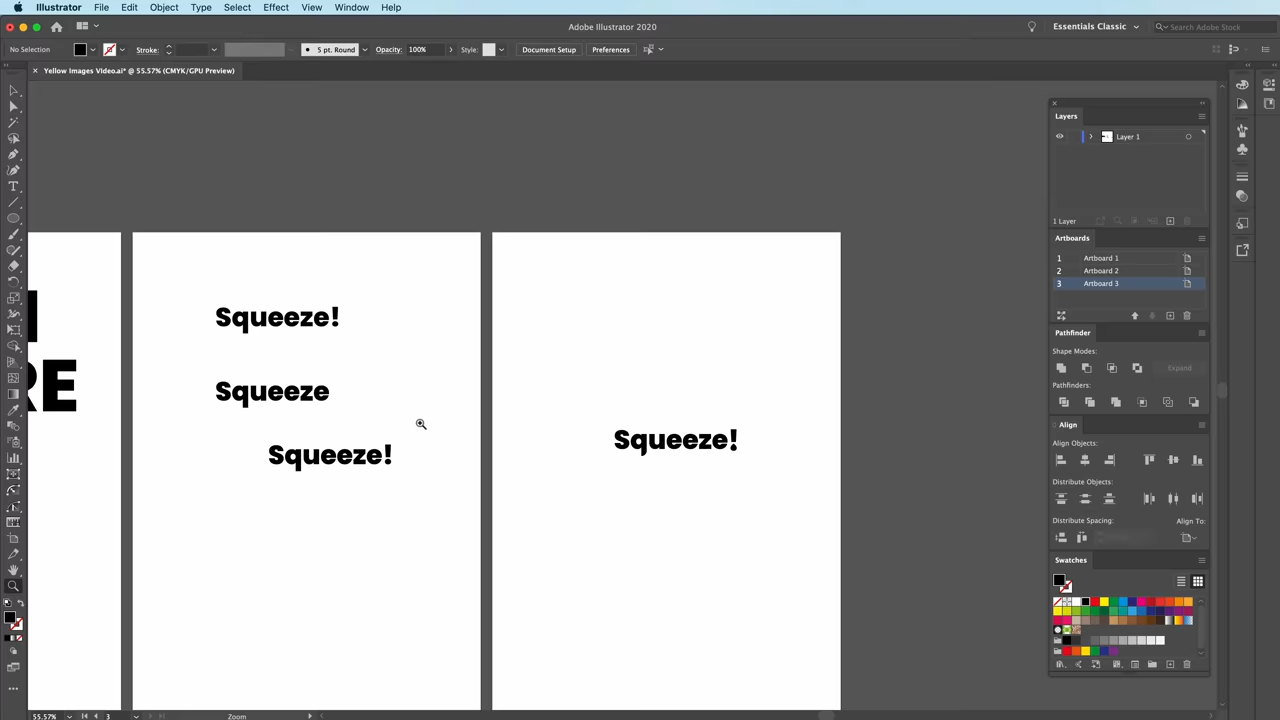 Illustrator File Edit Object Type Select Effect View Window Help
Adobe Illustrator 2020
Essentials Classic
Search Adobe Stock
No Selection Stroke: 5 pt. Round Opacity: 100% Style: Document Setup Preferences
Yellow Images Video.ai* @ 55.57% (CMYK/GPU Preview)
RE
Squeeze!
Squeeze
Squeeze!
Squeeze!
Layers
Layer 1
1 Layer
Artboards
1 Artboard 1
2 Artboard 2
3 Artboard 3
Pathfinder
Shape Modes:
Expand
Pathfinders:
Align
Align Objects:
Distribute Objects:
Distribute Spacing: Align To:
Swatches
55.57% 3 Zoom